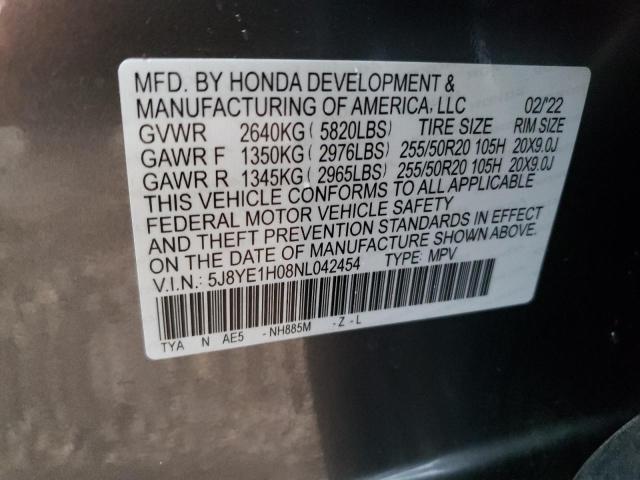 MFD. BY HONDA DEVELOPMENT &
MANUFACTURING OF AMERICA, LLC 02/'22
GVWR 2640KG ( 5820LBS) TIRE SIZE RIM SIZE
GAWR F 1350KG ( 2976LBS) 255/50R20 105H 20X9.0J
GAWR R 1345KG ( 2965LBS) 255/50R20 105H 20X9.0J
THIS VEHICLE CONFORMS TO ALL APPLICABLE
FEDERAL MOTOR VEHICLE SAFETY
AND THEFT PREVENTION STANDARDS IN EFFECT
ON THE DATE OF MANUFACTURE SHOWN ABOVE.
V.I.N.: 5J8YE1H08NL042454 TYPE: MPV
TYA N AE5 -NH885M -Z-L